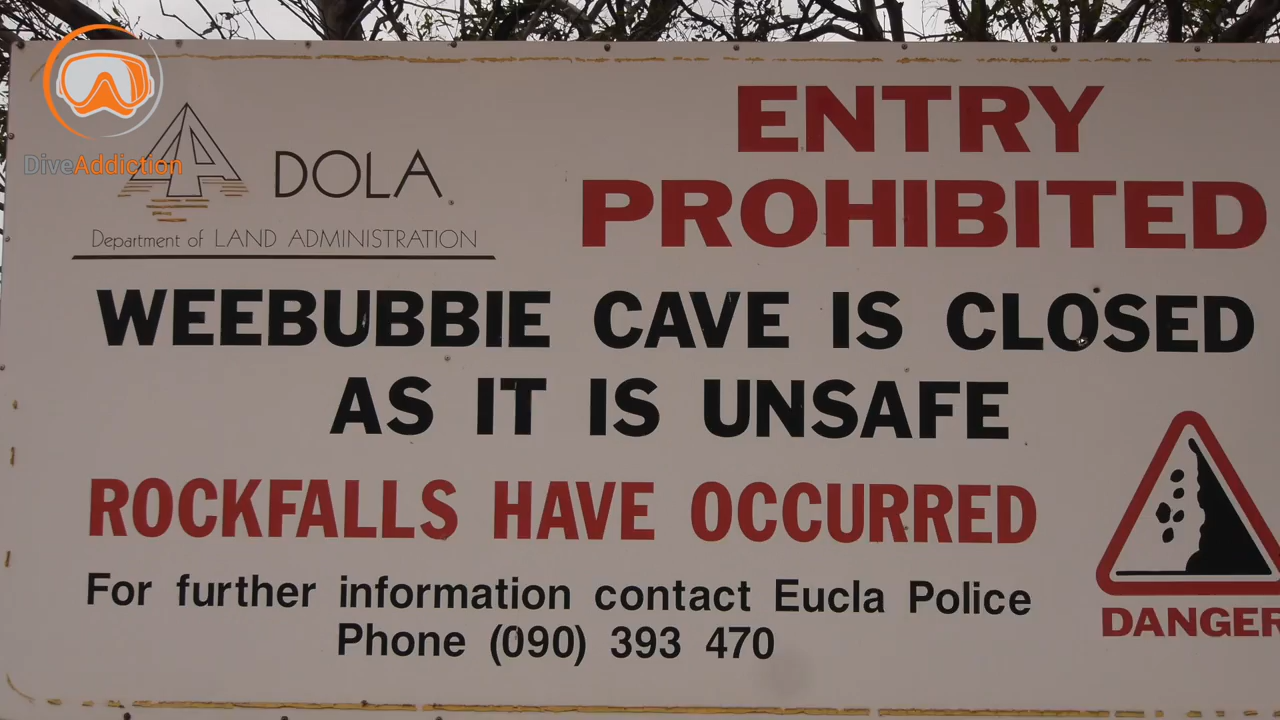 DiveAddiction
DOLA
Department of LAND ADMINISTRATION
ENTRY
PROHIBITED
WEEBUBBIE CAVE IS CLOSED
AS IT IS UNSAFE
ROCKFALLS HAVE OCCURRED
For further information contact Eucla Police
Phone (090) 393 470
DANGER